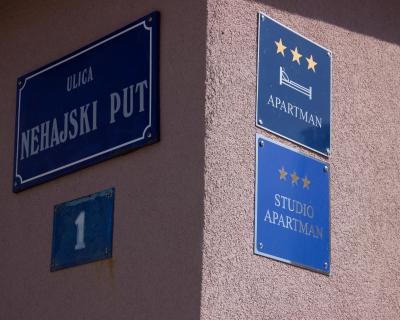 ULICA
NEHAJSKI PUT
1
APARTMAN
STUDIO
APARTMAN